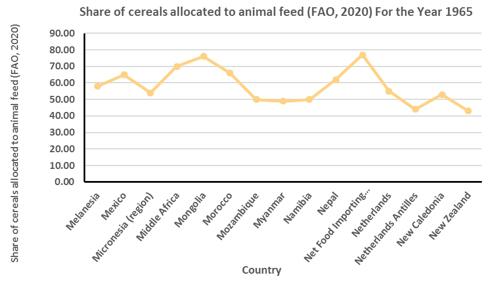 Share of cereals allocated to animal feed (FAO, 2020) For the Year 1965
Share of cereals allocated to animal feed (FAO, 2020)
90.00
80.00
70.00
60.00
50.00
40.00
30.00
20.00
10.00
0.00
Melanesia
Mexico
Micronesia (region)
Middle Africa
Mongolia
Morocco
Mozambique
Myanmar
Namibia
Nepal
Net Food Importing...
Netherlands
Netherlands Antilles
New Caledonia
New Zealand
Country